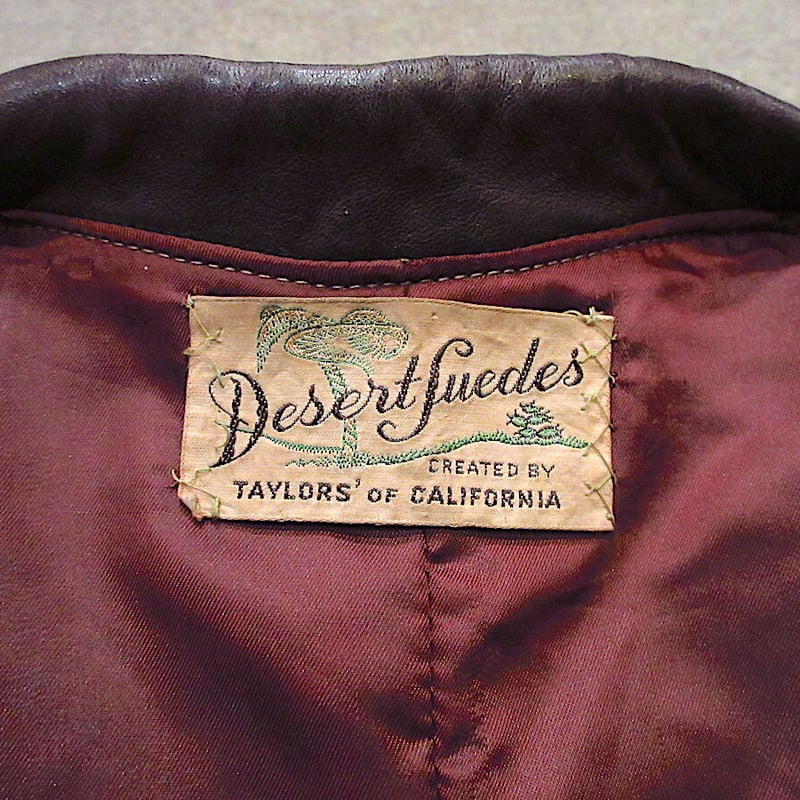 Desert Suedes
CREATED BY
TAYLORS' OF CALIFORNIA